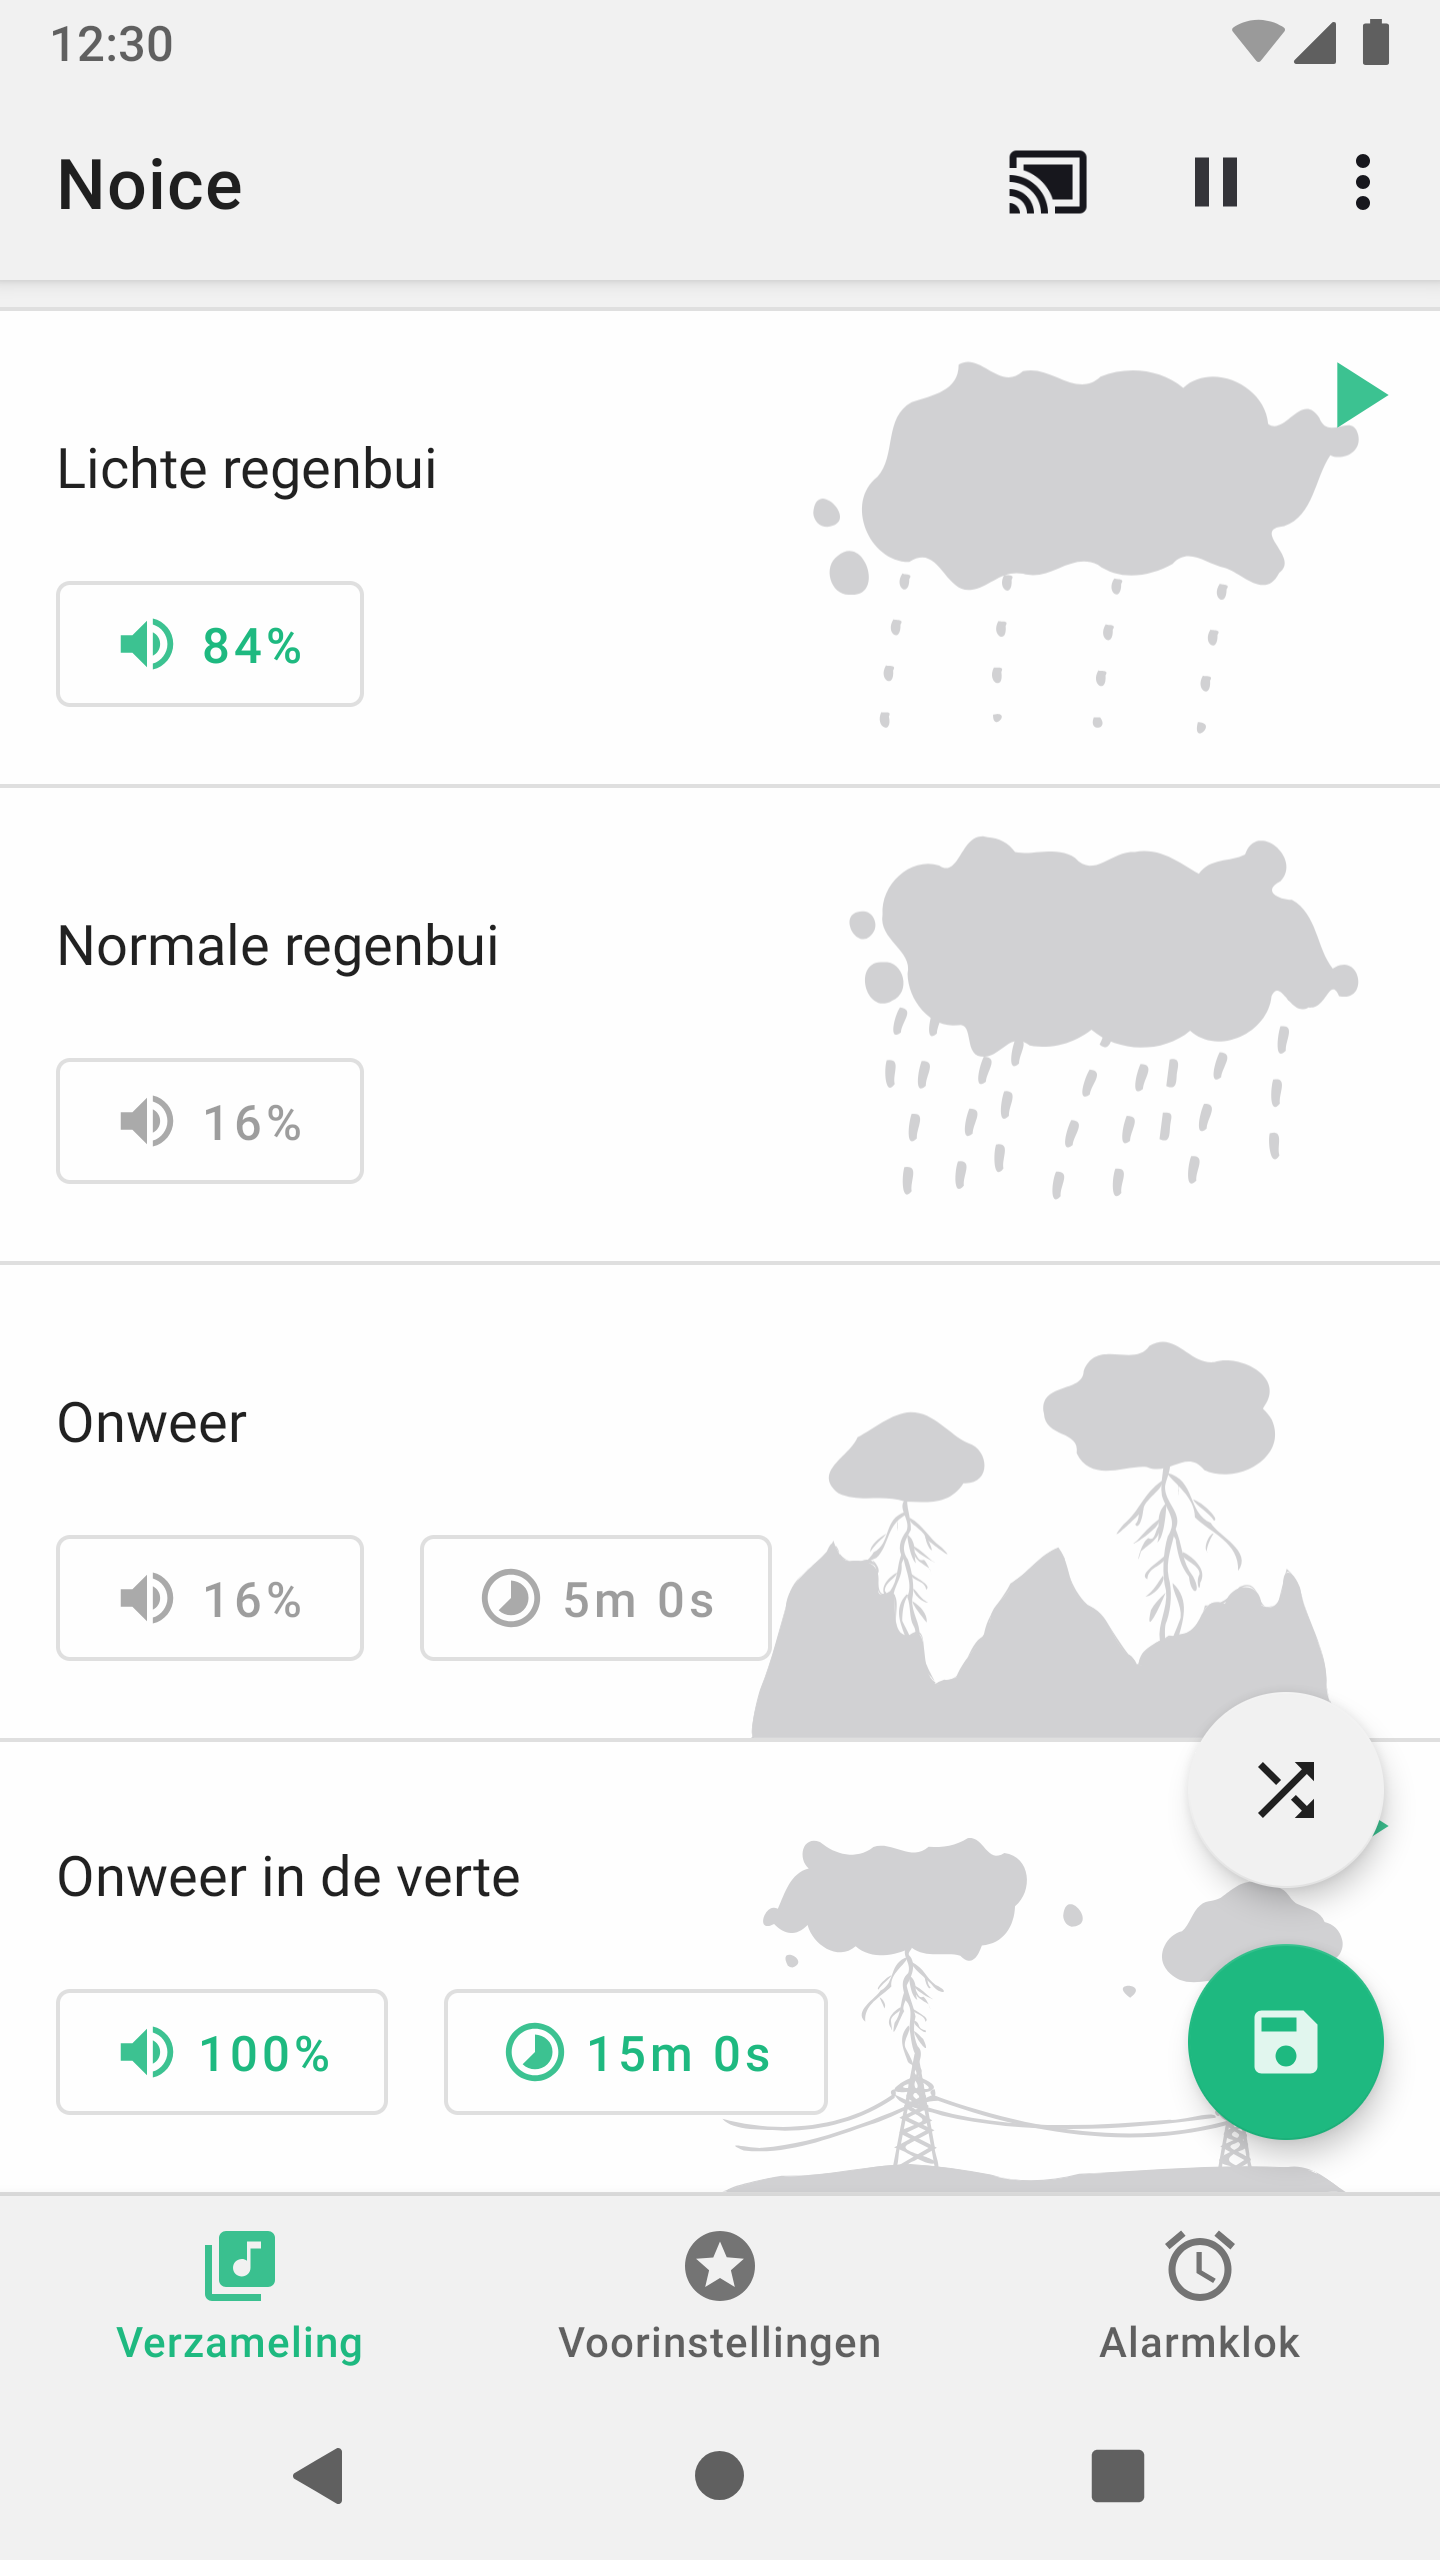 12:30
Noice
Lichte regenbui
84%
Normale regenbui
16%
Onweer
16% 5m 0s
Onweer in de verte
100% 15m 0s
Verzameling Voorinstellingen Alarmklok